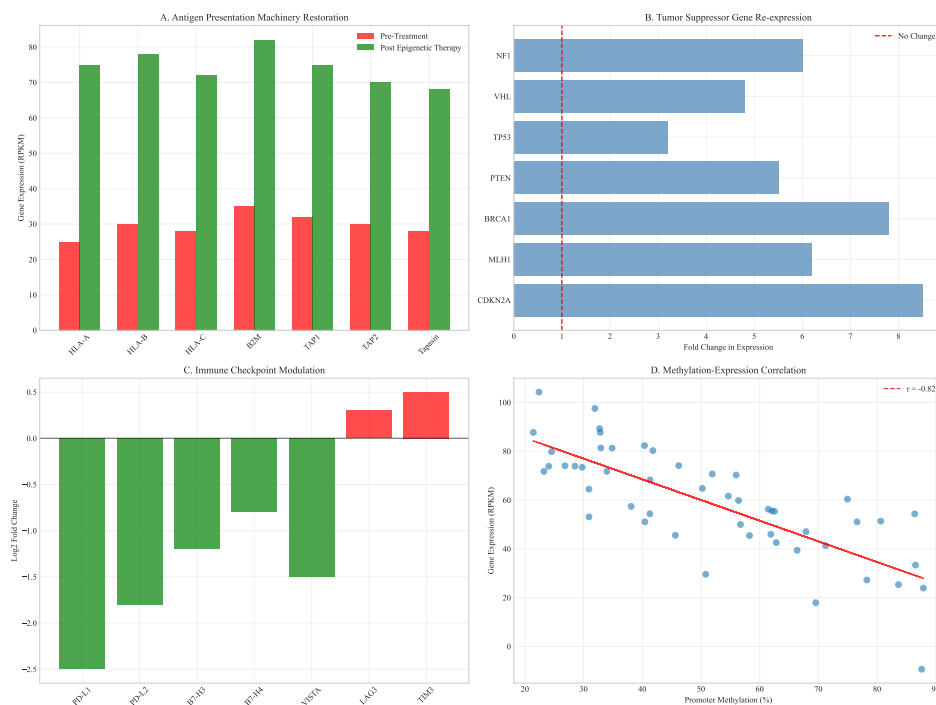 A. Antigen Presentation Machinery Restoration
Pre-Treatment
Post Epigenetic Therapy
Gene Expression (RPKM)
80
70
60
50
40
30
20
10
0
HLA-A
HLA-B
HLA-C
B2M
TAP1
TAP2
Tapasin
B. Tumor Suppressor Gene Re-expression
No Change
NF1
VHL
TP53
PTEN
BRCA1
MLH1
CDKN2A
0 1 2 3 4 5 6 7 8
Fold Change in Expression
C. Immune Checkpoint Modulation
Log2 Fold Change
0.5
0.0
−0.5
−1.0
−1.5
−2.0
−2.5
PD-L1
PD-L2
B7-H3
B7-H4
VISTA
LAG3
TIM3
D. Methylation-Expression Correlation
r = -0.82
Gene Expression (RPKM)
100
80
60
40
20
0
20 30 40 50 60 70 80
Promoter Methylation (%)